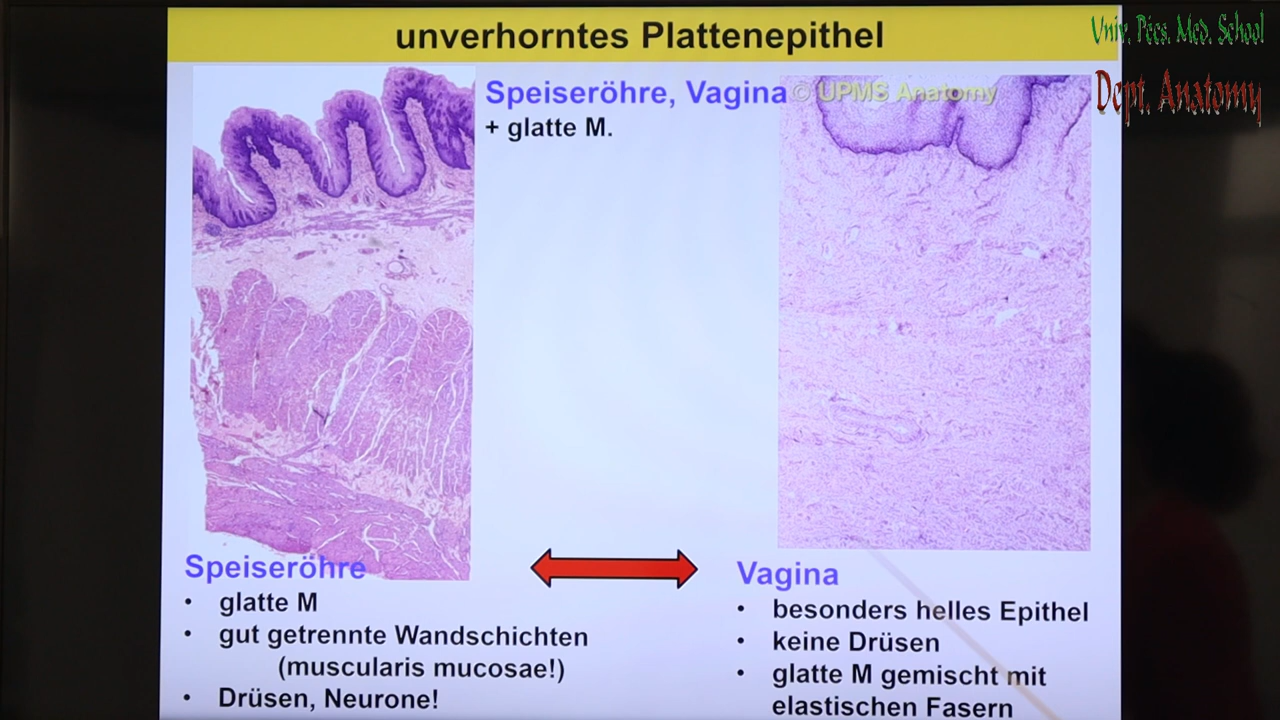 unverhorntes Plattenepithel
Univ. Pécs. Med. School
Dept. Anatomy
Speiseröhre, Vagina
© UPMS Anatomy
+ glatte M.
Speiseröhre
• glatte M
• gut getrennte Wandschichten
(muscularis mucosae!)
• Drüsen, Neurone!
Vagina
• besonders helles Epithel
• keine Drüsen
• glatte M gemischt mit
elastischen Fasern